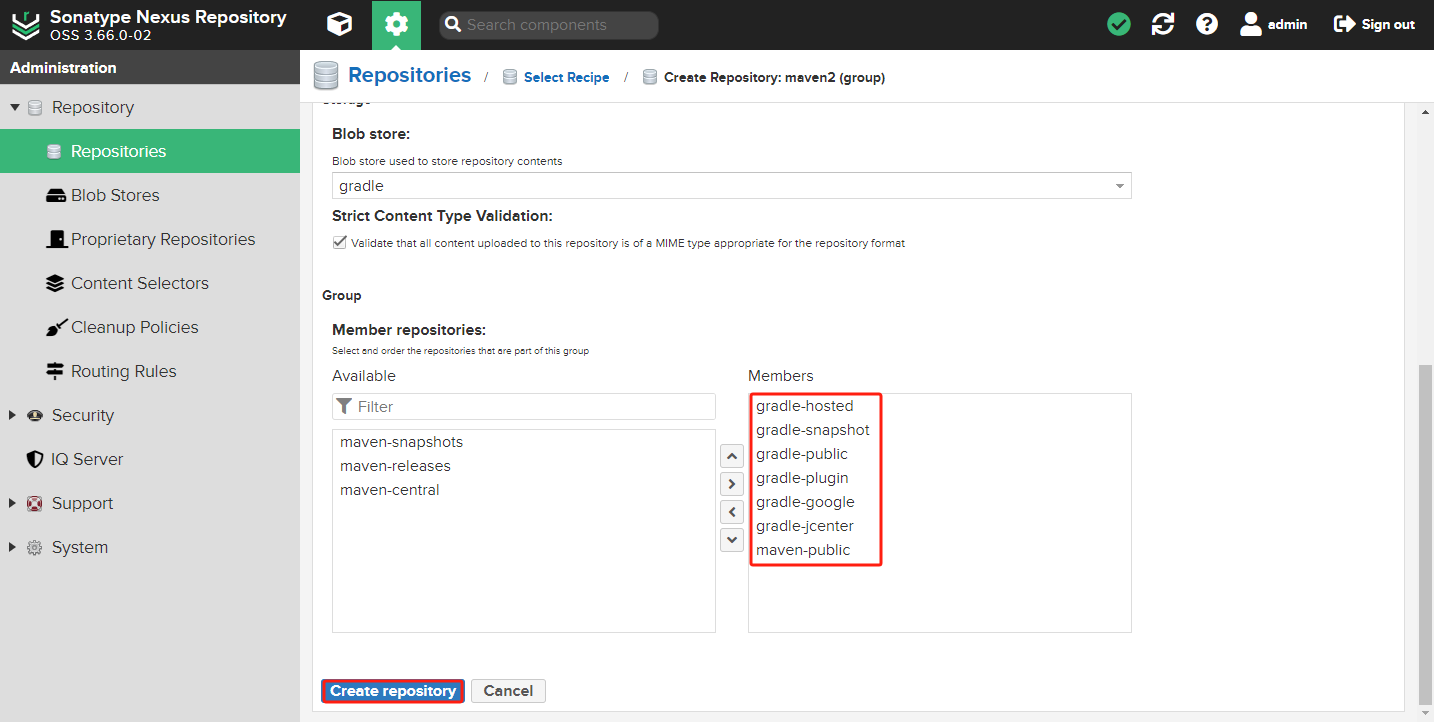 Sonatype Nexus Repository
OSS 3.66.0-02
Search components
admin
Sign out
Administration
Repository
Repositories
Blob Stores
Proprietary Repositories
Content Selectors
Cleanup Policies
Routing Rules
Security
IQ Server
Support
System
Repositories / Select Recipe / Create Repository: maven2 (group)
Storage
Blob store:
Blob store used to store repository contents
gradle
Strict Content Type Validation:
Validate that all content uploaded to this repository is of a MIME type appropriate for the repository format
Group
Member repositories:
Select and order the repositories that are part of this group
Available
Filter
maven-snapshots
maven-releases
maven-central
Members
gradle-hosted
gradle-snapshot
gradle-public
gradle-plugin
gradle-google
gradle-jcenter
maven-public
Create repository
Cancel